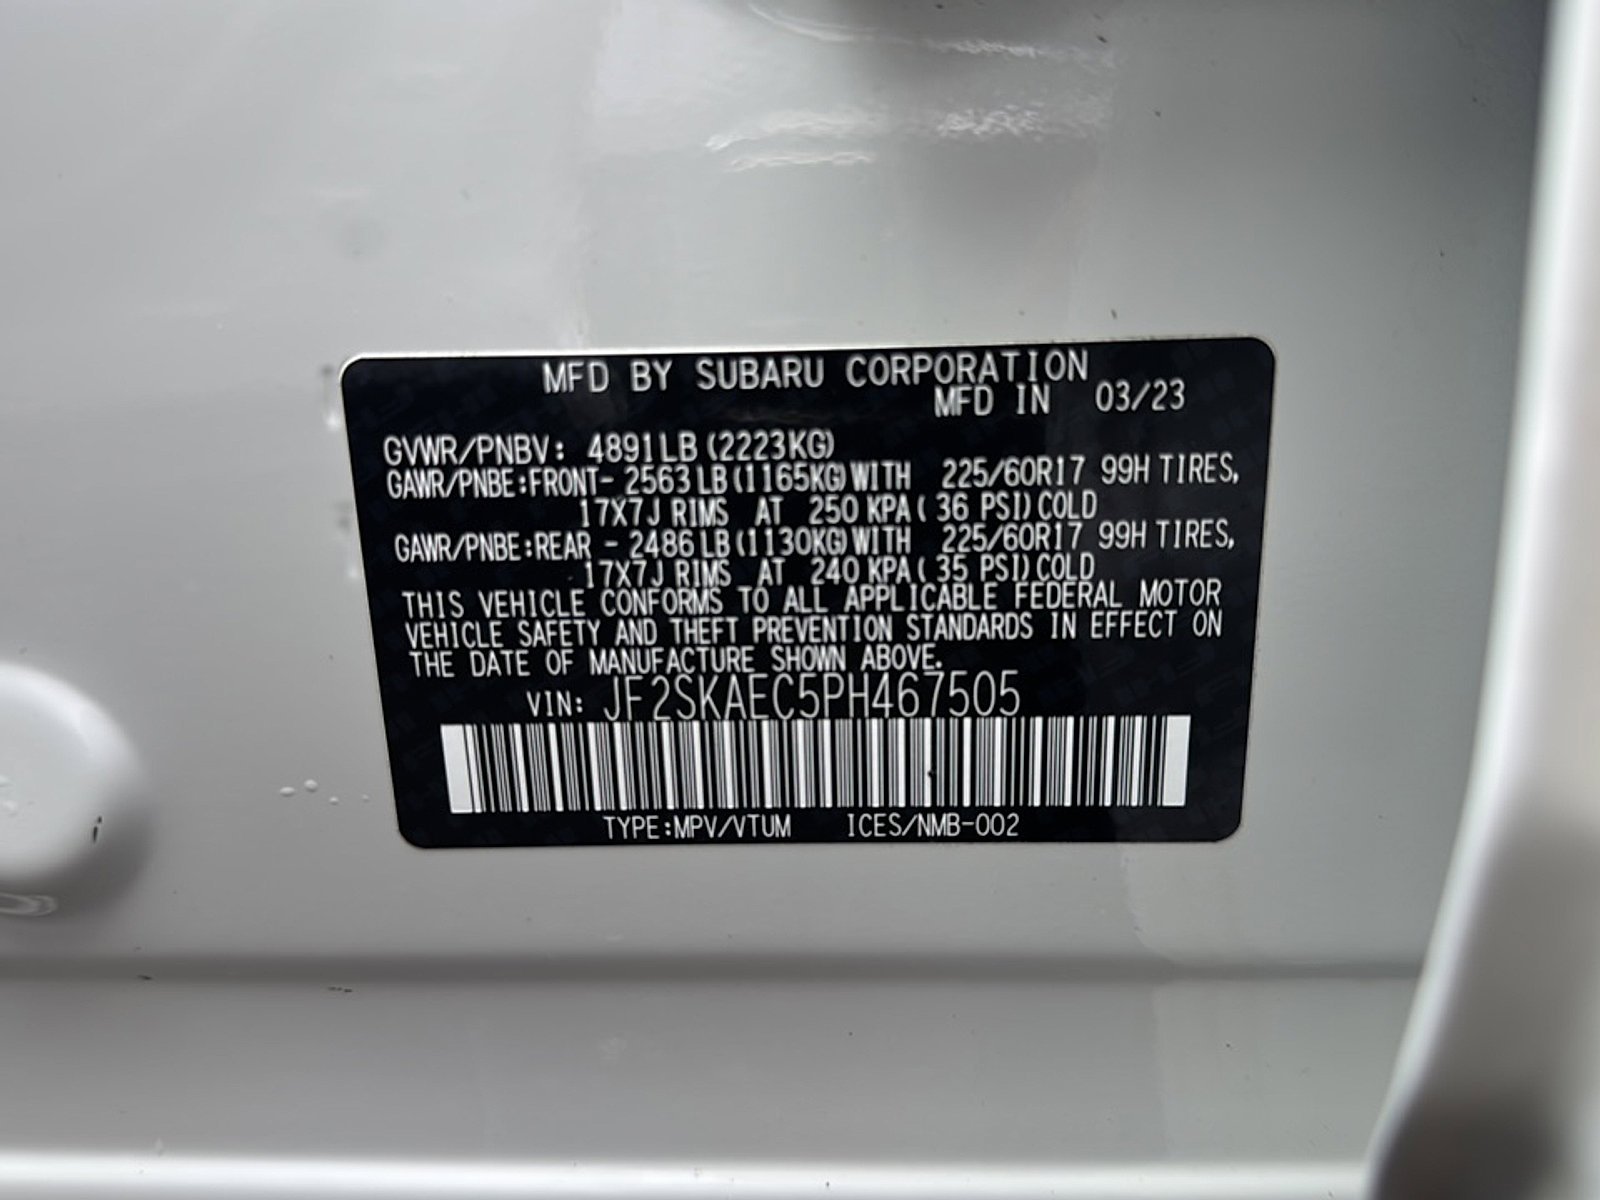 MFD BY SUBARU CORPORATION
MFD IN 03/23
GVWR/PNBV: 4891LB(2223KG)
GAWR/PNBE:FRONT- 2563LB(1165KG)WITH 225/60R17 99H TIRES,
17X7J RIMS AT 250 KPA( 36 PSI)COLD
GAWR/PNBE:REAR - 2486LB(1130KG)WITH 225/60R17 99H TIRES,
17X7J RIMS AT 240 KPA( 35 PSI)COLD
THIS VEHICLE CONFORMS TO ALL APPLICABLE FEDERAL MOTOR
VEHICLE SAFETY AND THEFT PREVENTION STANDARDS IN EFFECT ON
THE DATE OF MANUFACTURE SHOWN ABOVE.
VIN: JF2SKAEC5PH467505
TYPE:MPV/VTUM ICES/NMB-002